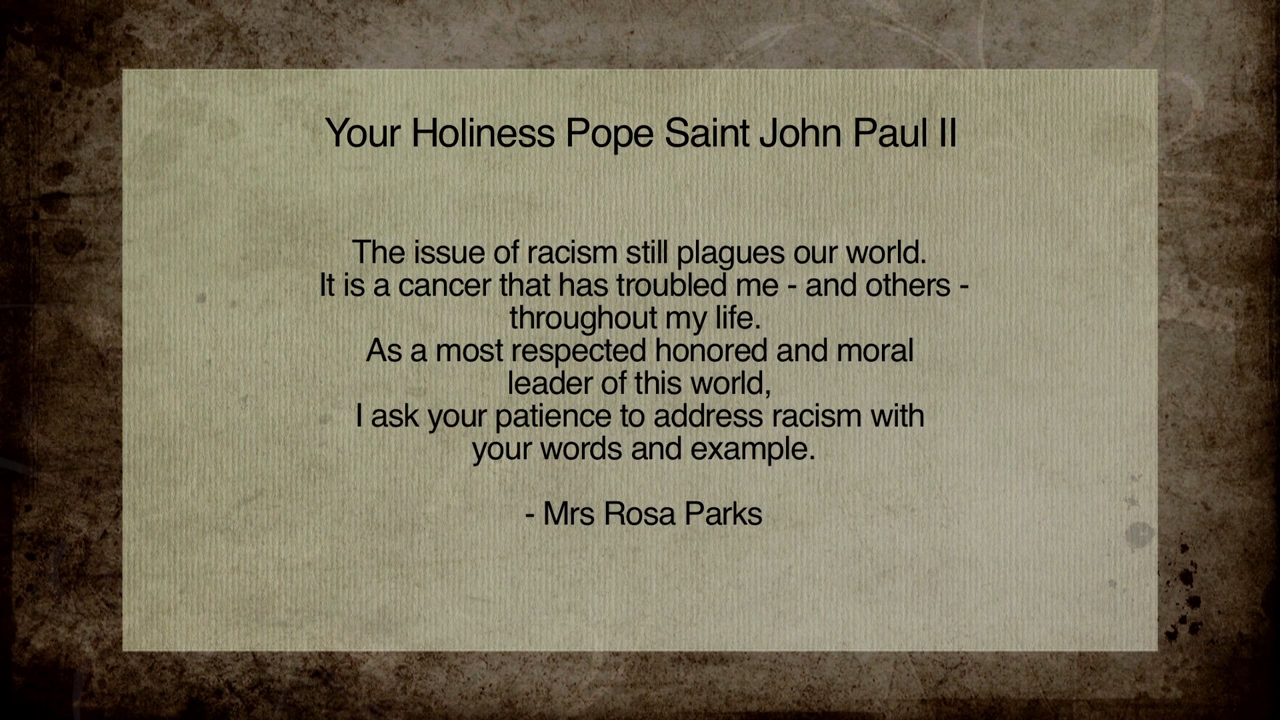 Your Holiness Pope Saint John Paul II
The issue of racism still plagues our world.
It is a cancer that has troubled me - and others -
throughout my life.
As a most respected honored and moral
leader of this world,
I ask your patience to address racism with
your words and example.
- Mrs Rosa Parks